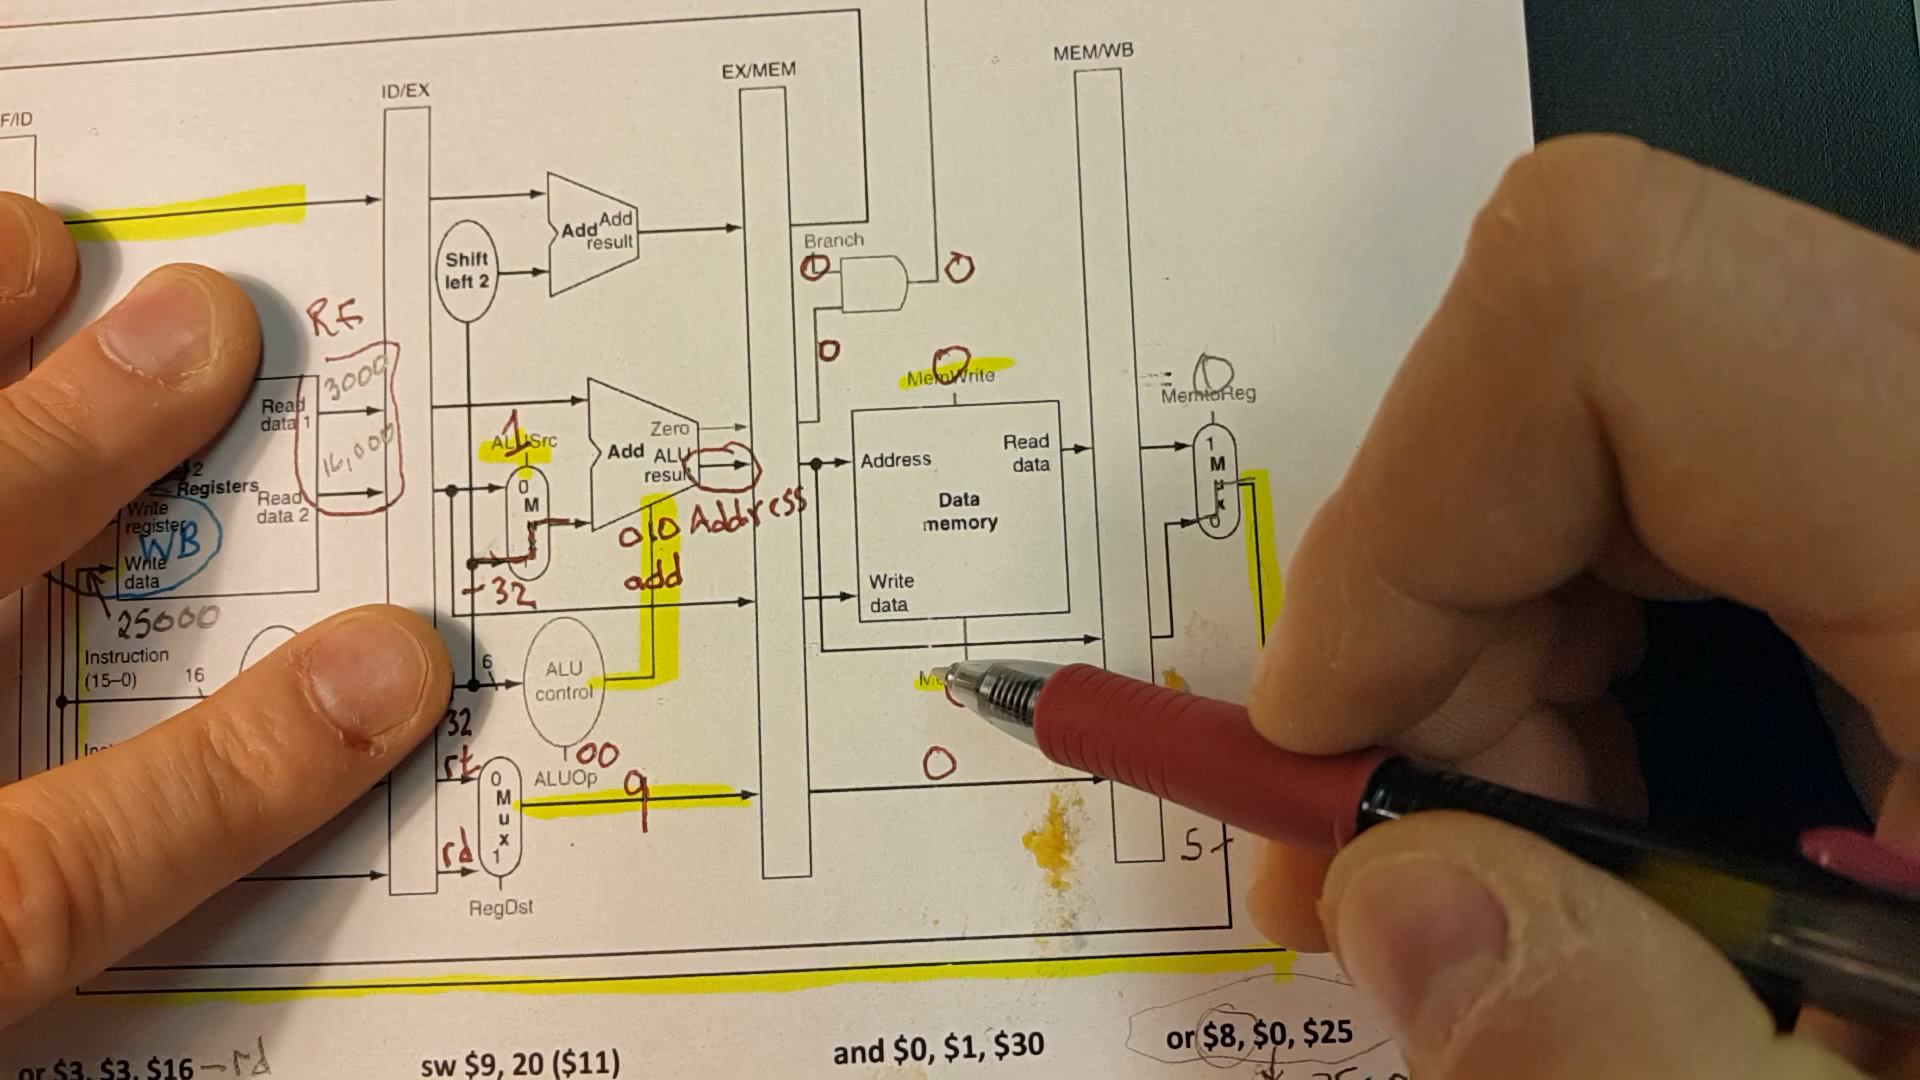 MEM/WB
EX/MEM
ID/EX
F/ID
Add Add
result
Shift
left 2
Branch
0
0
0
RF
3000
16,000
Read
data 1
2
Registers
Read
data 2
Write
register
WB
Write
data
25000
1
ALUSrc
0
M
u
x
1
-32
Zero
Add ALU
result
010 Address
add
0
MemWrite
Address
Read
data
Data
memory
Write
data
0
MemtoReg
1
M
u
x
0
Instruction
(15–0)
16
6
ALU
control
32
00
ALUOp
rt
0
M
u
x
1
rd
RegDst
9
0
5
or $3, $3, $16 – rd
sw $9, 20 ($11)
and $0, $1, $30
or $8, $0, $25